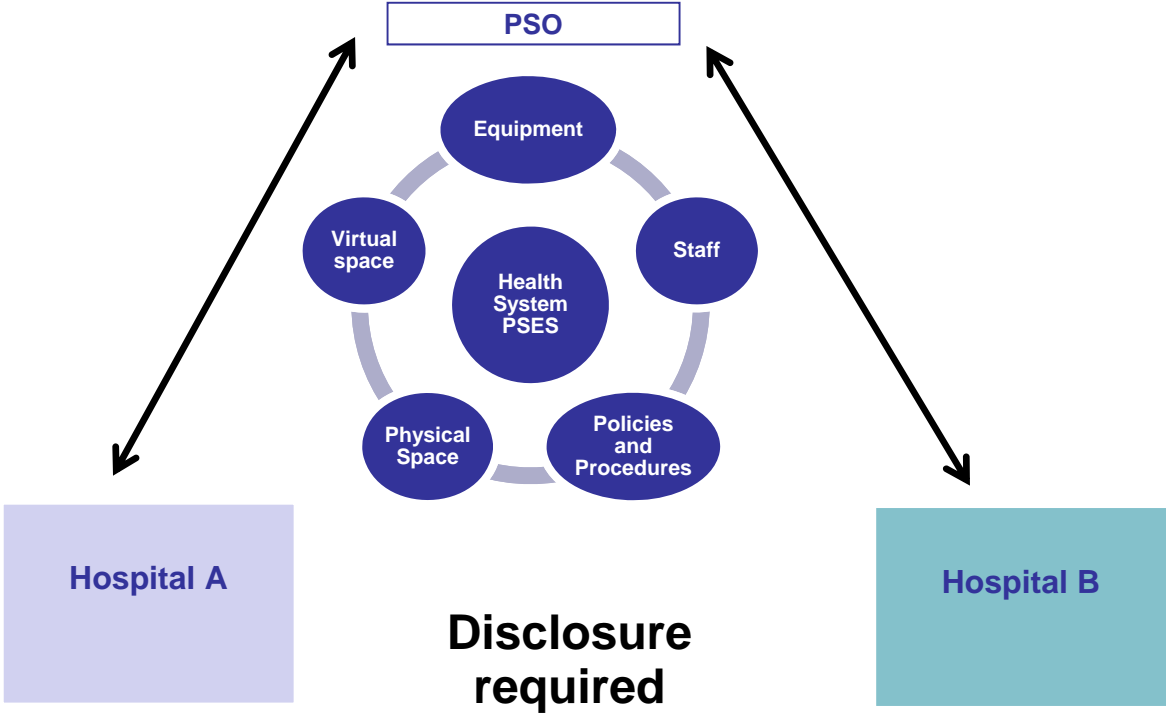 PSO
Equipment
Virtual
space
Staff
Health
System
PSES
Physical
Space
Policies
and
Procedures
Hospital A
Hospital B
Disclosure
required